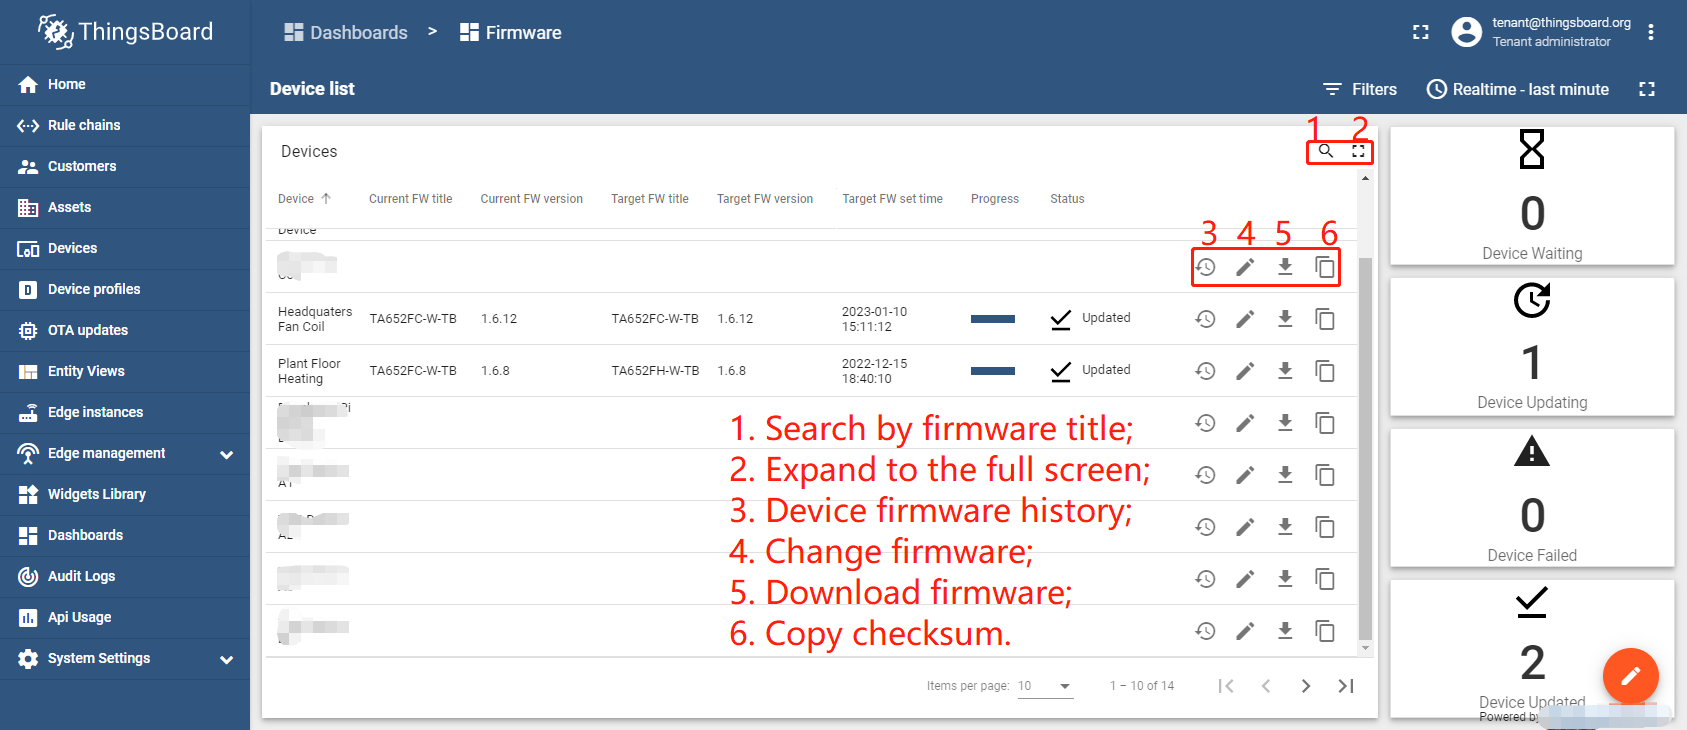 ThingsBoard
Dashboards > Firmware
tenant@thingsboard.org
Tenant administrator
Home
Rule chains
Customers
Assets
Devices
Device profiles
OTA updates
Entity Views
Edge instances
Edge management
Widgets Library
Dashboards
Audit Logs
Api Usage
System Settings
Device list
Filters
Realtime - last minute
1 2
Devices
Device Current FW title Current FW version Target FW title Target FW version Target FW set time Progress Status
Device
3 4 5 6
Headquaters Fan Coil TA652FC-W-TB 1.6.12 TA652FC-W-TB 1.6.12 2023-01-10 15:11:12 Updated
Plant Floor Heating TA652FC-W-TB 1.6.8 TA652FH-W-TB 1.6.8 2022-12-15 18:40:10 Updated
1. Search by firmware title;
2. Expand to the full screen;
3. Device firmware history;
4. Change firmware;
5. Download firmware;
6. Copy checksum.
Items per page: 10 1 – 10 of 14
0
Device Waiting
1
Device Updating
0
Device Failed
2
Device Updated
Powered by